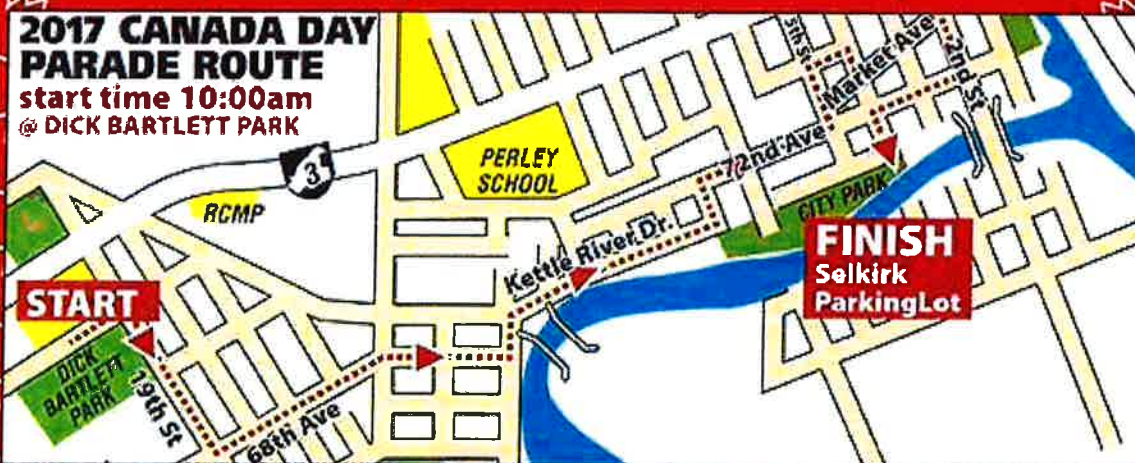 2017 CANADA DAY
PARADE ROUTE
start time 10:00am
@ DICK BARTLETT PARK
3
RCMP
PERLEY
SCHOOL
5th St
Market Ave
2nd St
72nd Ave
CITY PARK
Kettle River Dr.
START
DICK
BARTLETT
PARK
19th St
68th Ave
FINISH
Selkirk
ParkingLot